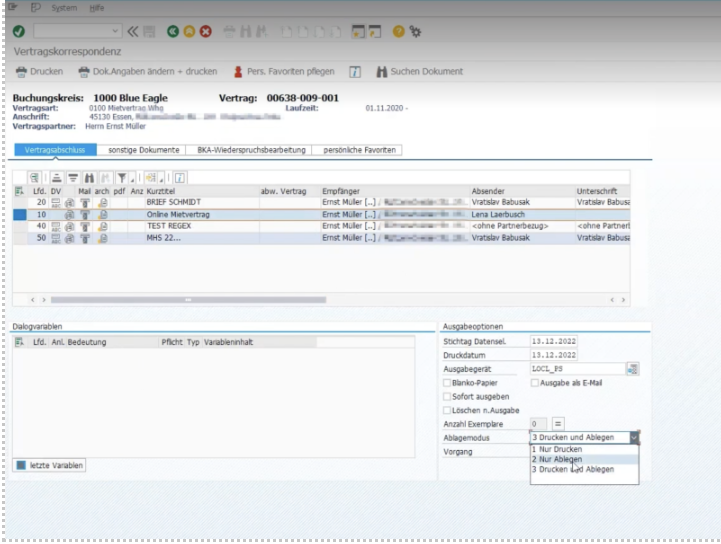 System Hilfe
Vertragskorrespondenz
Drucken Dok.Angaben ändern + drucken Pers. Favoriten pflegen Suchen Dokument
Buchungskreis: 1000 Blue Eagle Vertrag: 00638-009-001
Vertragsart: 0100 Mietvertrag Whg Laufzeit: 01.11.2020 -
Anschrift: 45130 Essen,
Vertragspartner: Herrn Ernst Müller
Vertragsabschluss sonstige Dokumente BKA-Wiederspruchsbearbeitung persönliche Favoriten
Lfd. DV Mail arch pdf Anz Kurztitel abw. Vertrag Empfänger Absender Unterschrift
20 BRIEF SCHMIDT Ernst Müller [..] / Vratislav Babusak Vratislav Babusa
10 Online Mietvertrag Ernst Müller [..] / Lena Laerbusch
40 TEST REGEX Ernst Müller [..] / <ohne Partnerbezug> <ohne Partnerl
50 MHS 22... Ernst Müller [..] / Vratislav Babusak Vratislav Babusa
Dialogvariablen Ausgabeoptionen
Lfd. Anl. Bedeutung Pflicht Typ Variableninhalt
Stichtag Datensel. 13.12.2022
Druckdatum 13.12.2022
Ausgabegerät LOCL_PS
Blanko-Papier Ausgabe als E-Mail
Sofort ausgeben
Löschen n.Ausgabe
Anzahl Exemplare 0
Ablagemodus 3 Drucken und Ablegen
1 Nur Drucken
Vorgang 2 Nur Ablegen
3 Drucken und Ablegen
letzte Variablen